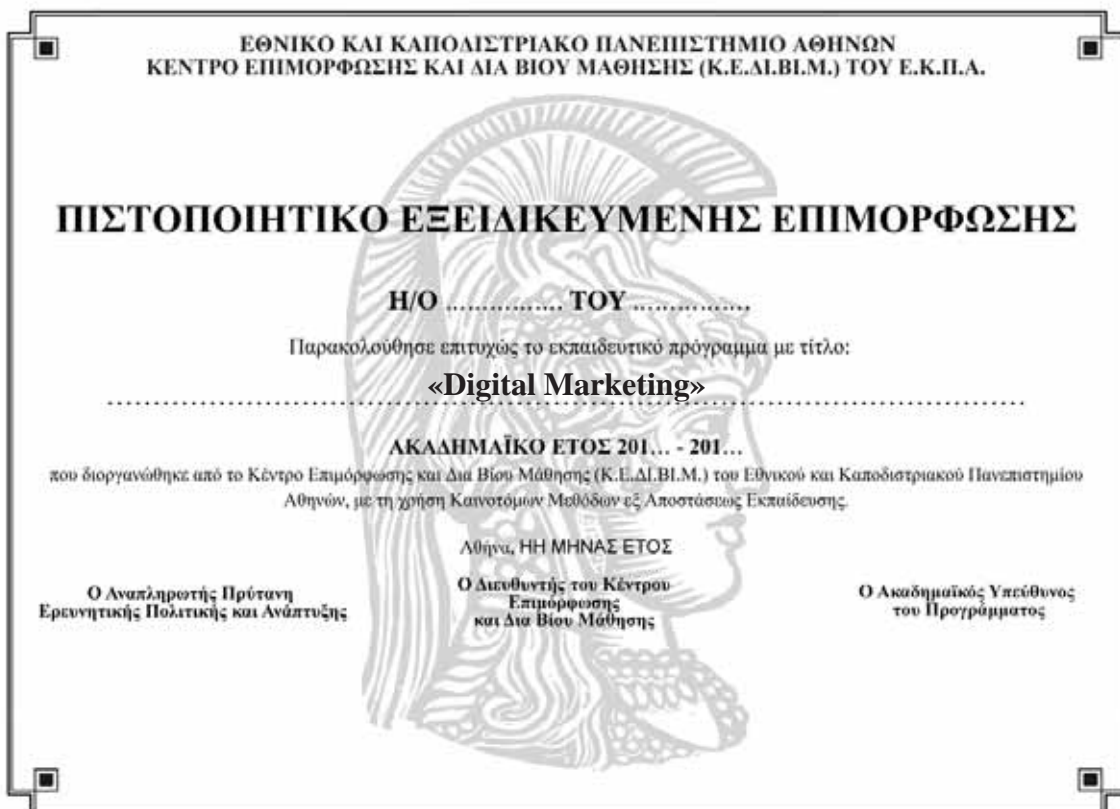 ΕΘΝΙΚΟ ΚΑΙ ΚΑΠΟΔΙΣΤΡΙΑΚΟ ΠΑΝΕΠΙΣΤΗΜΙΟ ΑΘΗΝΩΝ
ΚΕΝΤΡΟ ΕΠΙΜΟΡΦΩΣΗΣ ΚΑΙ ΔΙΑ ΒΙΟΥ ΜΑΘΗΣΗΣ (Κ.Ε.ΔΙ.ΒΙ.Μ.) ΤΟΥ Ε.Κ.Π.Α.
ΠΙΣΤΟΠΟΙΗΤΙΚΟ ΕΞΕΙΔΙΚΕΥΜΕΝΗΣ ΕΠΙΜΟΡΦΩΣΗΣ
Η/Ο ............... ΤΟΥ ...............
Παρακολούθησε επιτυχώς το εκπαιδευτικό πρόγραμμα με τίτλο:
«Digital Marketing»
ΑΚΑΔΗΜΑΪΚΟ ΕΤΟΣ 201... - 201...
που διοργανώθηκε από το Κέντρο Επιμόρφωσης και Δια Βίου Μάθησης (Κ.Ε.ΔΙ.ΒΙ.Μ.) του Εθνικού και Καποδιστριακού Πανεπιστημίου
Αθηνών, με τη χρήση Καινοτόμων Μεθόδων εξ Αποστάσεως Εκπαίδευσης.
Αθήνα, ΗΗ ΜΗΝΑΣ ΕΤΟΣ
Ο Αναπληρωτής Πρύτανη
Ερευνητικής Πολιτικής και Ανάπτυξης
Ο Διευθυντής του Κέντρου
Επιμόρφωσης
και Δια Βίου Μάθησης
Ο Ακαδημαϊκός Υπεύθυνος
του Προγράμματος